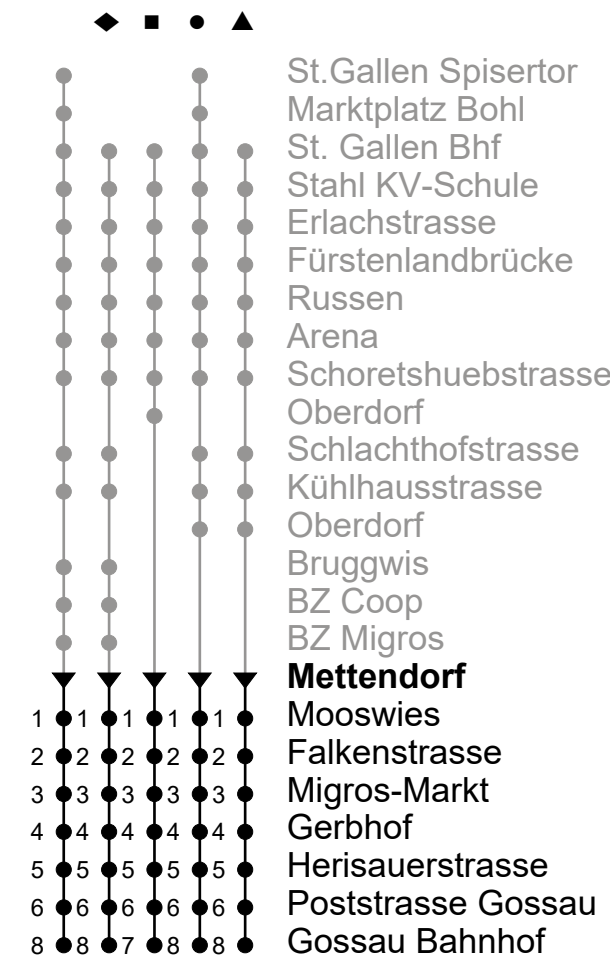 St.Gallen Spisertor
Marktplatz Bohl
St. Gallen Bhf
Stahl KV-Schule
Erlachstrasse
Fürstenlandbrücke
Russen
Arena
Schoretshuebstrasse
Oberdorf
Schlachthofstrasse
Kühlhausstrasse
Oberdorf
Bruggwis
BZ Coop
BZ Migros
Mettendorf
1 1 1 1 1 Mooswies
2 2 2 2 2 Falkenstrasse
3 3 3 3 3 Migros-Markt
4 4 4 4 4 Gerbhof
5 5 5 5 5 Herisauerstrasse
6 6 6 6 6 Poststrasse Gossau
8 8 7 8 8 Gossau Bahnhof